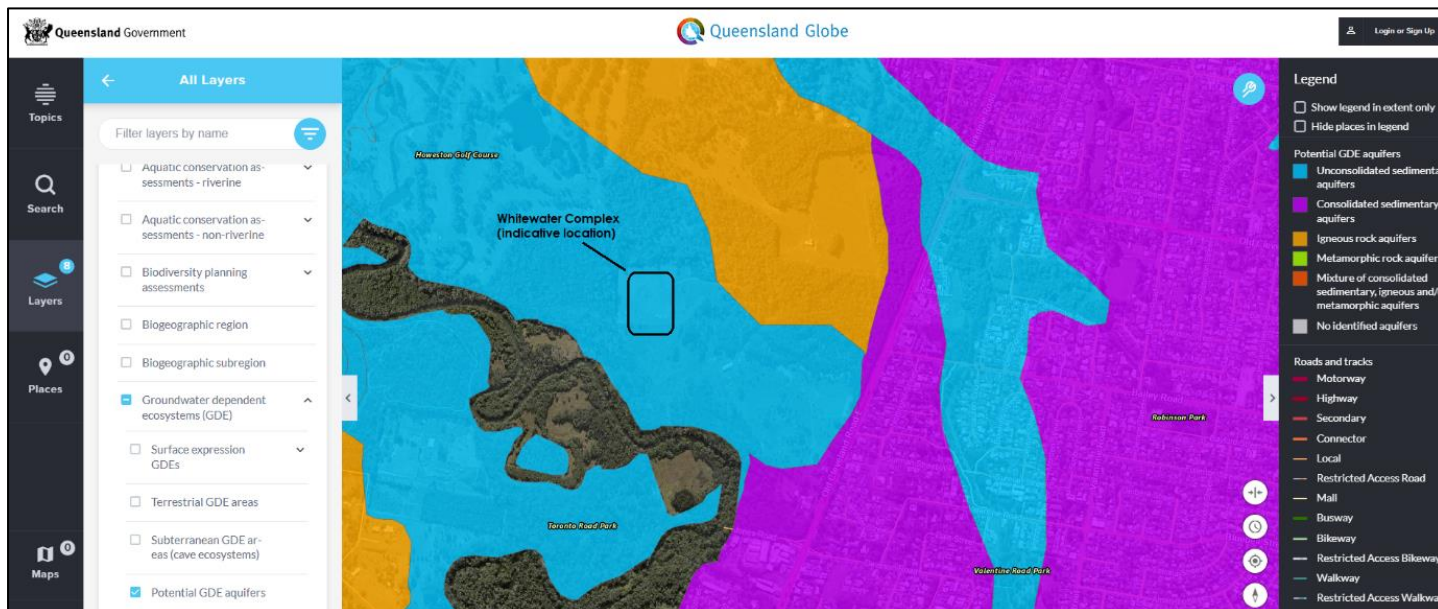 Queensland Government
Queensland Globe
Login or Sign Up
Topics
Search
8
Layers
0
Places
0
Maps
All Layers
Filter layers by name
Aquatic conservation as-
sessments - riverine
Aquatic conservation as-
sessments - non-riverine
Biodiversity planning
assessments
Biogeographic region
Biogeographic subregion
Groundwater dependent
ecosystems (GDE)
Surface expression
GDEs
Terrestrial GDE areas
Subterranean GDE ar-
eas (cave ecosystems)
Potential GDE aquifers
Howeston Golf Course
Whitewater Complex
(indicative location)
Toronto Road Park
Robinson Park
Valentine Road Park
Legend
Show legend in extent only
Hide places in legend
Potential GDE aquifers
Unconsolidated sedimenta
aquifers
Consolidated sedimentary
aquifers
Igneous rock aquifers
Metamorphic rock aquifer
Mixture of consolidated
sedimentary, igneous and/
metamorphic aquifers
No identified aquifers
Roads and tracks
Motorway
Highway
Secondary
Connector
Local
Restricted Access Road
Mall
Busway
Bikeway
Restricted Access Bikeway
Walkway
Restricted Access Walkwa